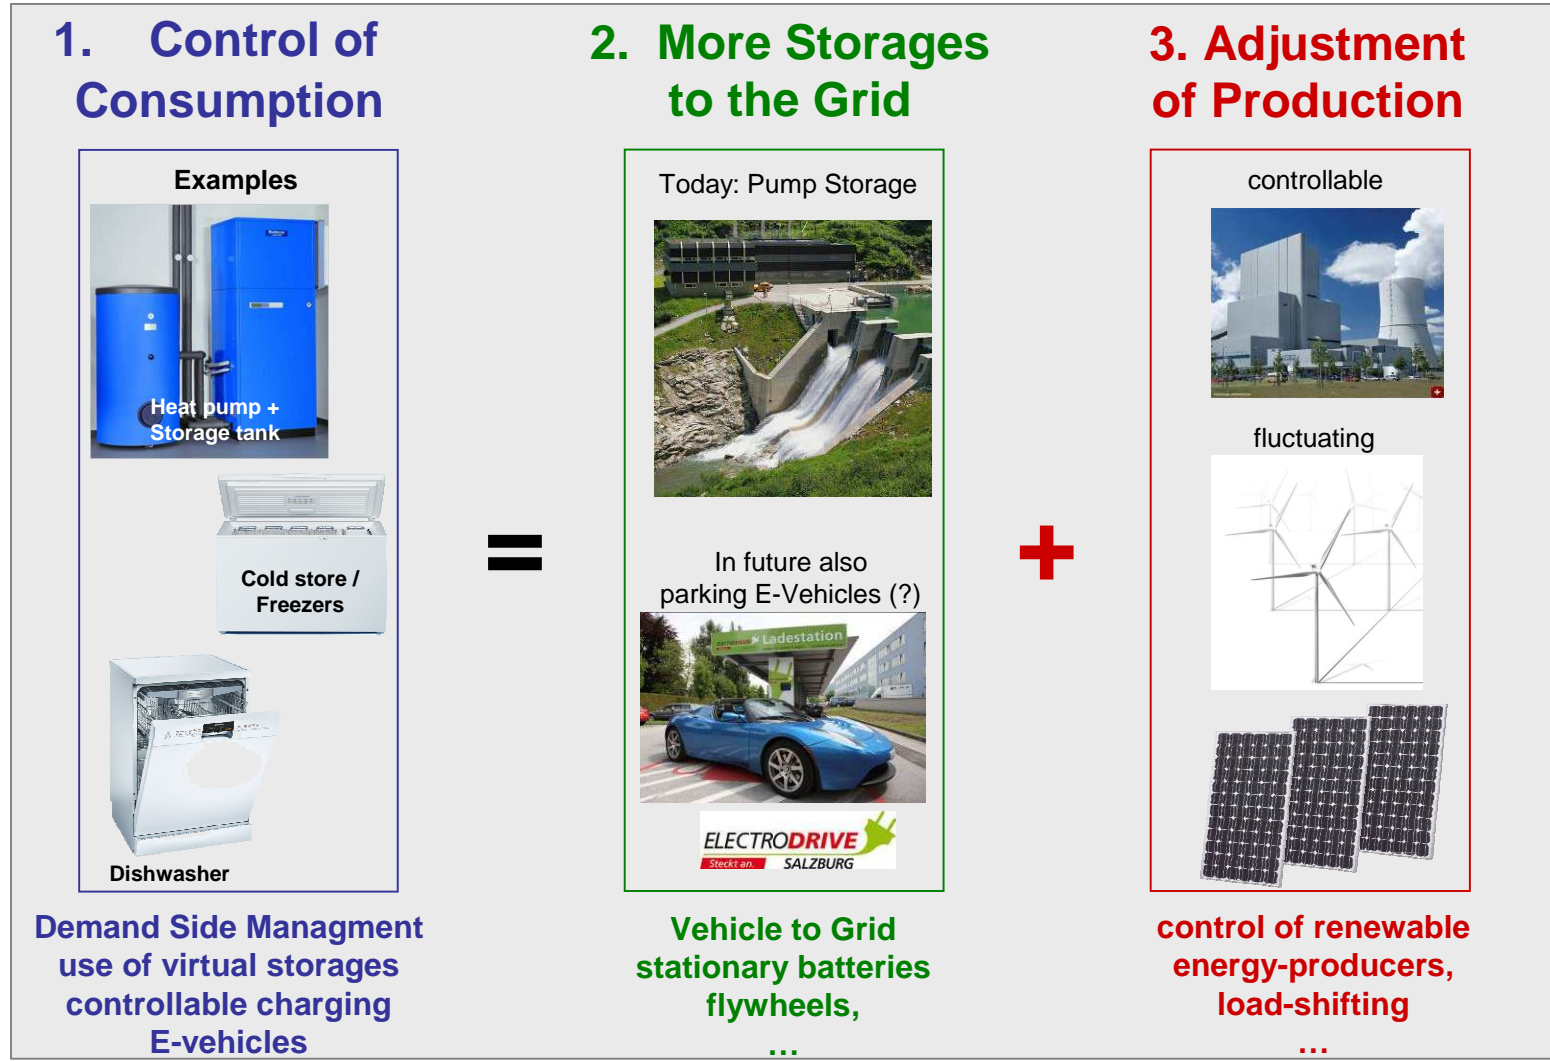 1. Control of
Consumption
Examples
Heat pump +
Storage tank
Cold store /
Freezers
Dishwasher
Demand Side Managment
use of virtual storages
controllable charging
E-vehicles
=
2. More Storages
to the Grid
Today: Pump Storage
In future also
parking E-Vehicles (?)
Ladestation
ELECTRODRIVE
Steckt an. SALZBURG
Vehicle to Grid
stationary batteries
flywheels,
...
+
3. Adjustment
of Production
controllable
fluctuating
control of renewable
energy-producers,
load-shifting
...